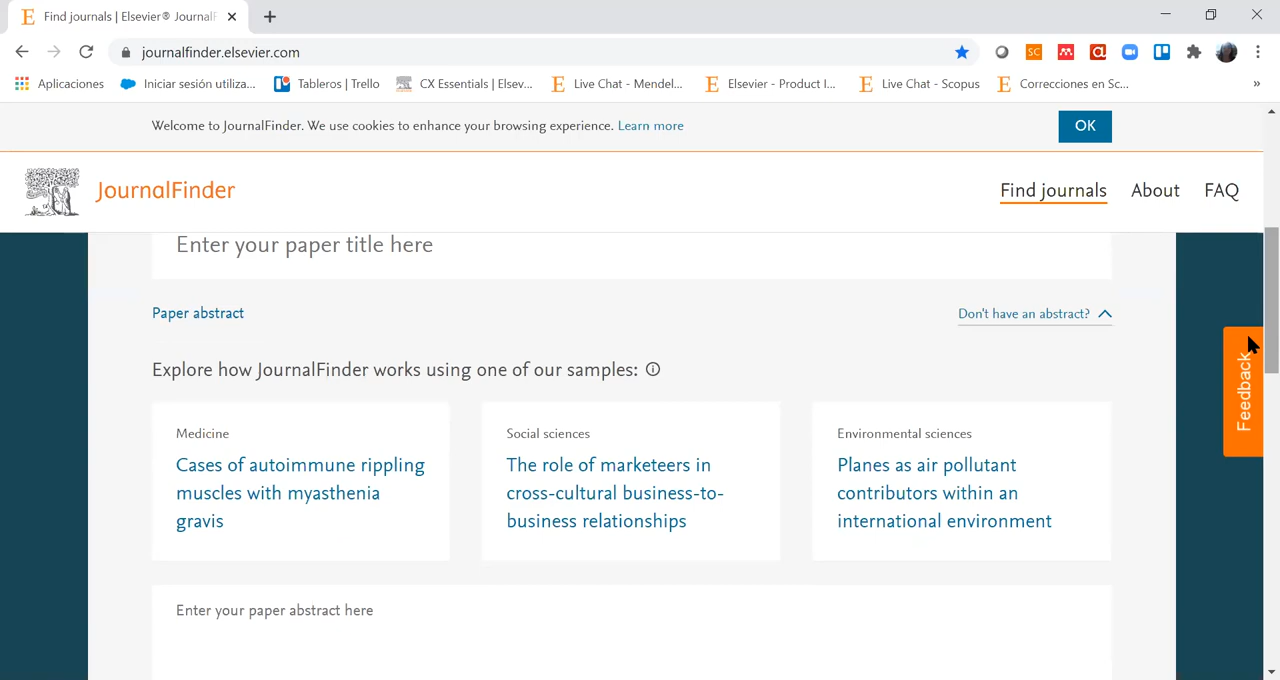 E Find journals | Elsevier® Journal
journalfinder.elsevier.com
SC
Aplicaciones
Iniciar sesión utiliza...
Tableros | Trello
CX Essentials | Elsev...
E Live Chat - Mendel...
E Elsevier - Product I...
E Live Chat - Scopus
E Correcciones en Sc...
»
Welcome to JournalFinder. We use cookies to enhance your browsing experience. Learn more
OK
JournalFinder
Find journals
About
FAQ
Enter your paper title here
Paper abstract
Don't have an abstract?
Explore how JournalFinder works using one of our samples:
Medicine
Cases of autoimmune rippling
muscles with myasthenia
gravis
Social sciences
The role of marketeers in
cross-cultural business-to-
business relationships
Environmental sciences
Planes as air pollutant
contributors within an
international environment
Feedback
Enter your paper abstract here